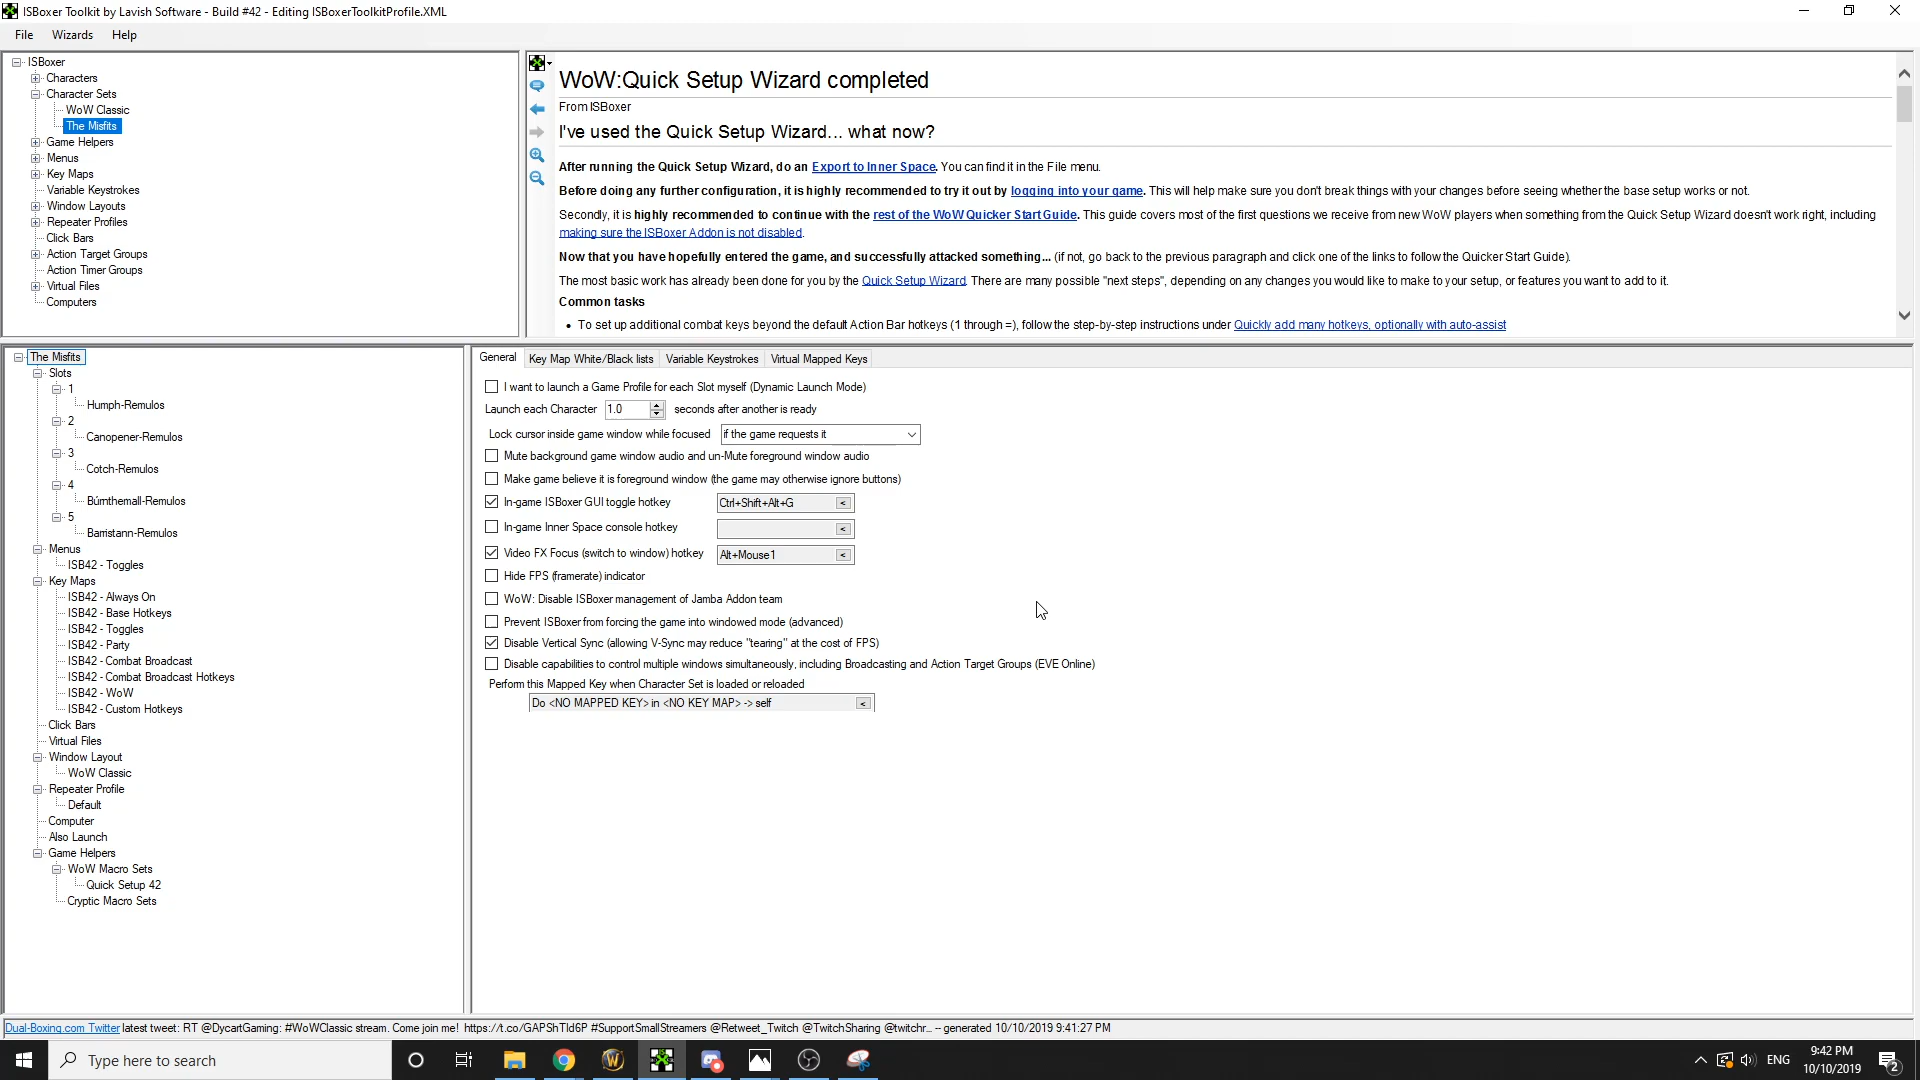 ISBoxer Toolkit by Lavish Software - Build #42 - Editing ISBoxerToolkitProfile.XML
File Wizards Help
ISBoxer
Characters
Character Sets
WoW Classic
The Misfits
Game Helpers
Menus
Key Maps
Variable Keystrokes
Window Layouts
Repeater Profiles
Click Bars
Action Target Groups
Action Timer Groups
Virtual Files
Computers
WoW:Quick Setup Wizard completed
From ISBoxer
I've used the Quick Setup Wizard... what now?
After running the Quick Setup Wizard, do an Export to Inner Space. You can find it in the File menu.
Before doing any further configuration, it is highly recommended to try it out by logging into your game. This will help make sure you don't break things with your changes before seeing whether the base setup works or not.
Secondly, it is highly recommended to continue with the rest of the WoW Quicker Start Guide. This guide covers most of the first questions we receive from new WoW players when something from the Quick Setup Wizard doesn't work right, including
making sure the ISBoxer Addon is not disabled.
Now that you have hopefully entered the game, and successfully attacked something... (if not, go back to the previous paragraph and click one of the links to follow the Quicker Start Guide).
The most basic work has already been done for you by the Quick Setup Wizard. There are many possible "next steps", depending on any changes you would like to make to your setup, or features you want to add to it.
Common tasks
• To set up additional combat keys beyond the default Action Bar hotkeys (1 through =), follow the step-by-step instructions under Quickly add many hotkeys, optionally with auto-assist
The Misfits
Slots
1
Humph-Remulos
2
Canopener-Remulos
3
Cotch-Remulos
4
Búrnthemall-Remulos
5
Barristann-Remulos
Menus
ISB42 - Toggles
Key Maps
ISB42 - Always On
ISB42 - Base Hotkeys
ISB42 - Toggles
ISB42 - Party
ISB42 - Combat Broadcast
ISB42 - Combat Broadcast Hotkeys
ISB42 - WoW
ISB42 - Custom Hotkeys
Click Bars
Virtual Files
Window Layout
WoW Classic
Repeater Profile
Default
Computer
Also Launch
Game Helpers
WoW Macro Sets
Quick Setup 42
Cryptic Macro Sets
General Key Map White/Black lists Variable Keystrokes Virtual Mapped Keys
I want to launch a Game Profile for each Slot myself (Dynamic Launch Mode)
Launch each Character 1.0 seconds after another is ready
Lock cursor inside game window while focused if the game requests it
Mute background game window audio and un-Mute foreground window audio
Make game believe it is foreground window (the game may otherwise ignore buttons)
In-game ISBoxer GUI toggle hotkey Ctrl+Shift+Alt+G <
In-game Inner Space console hotkey <
Video FX Focus (switch to window) hotkey Alt+Mouse1 <
Hide FPS (framerate) indicator
WoW: Disable ISBoxer management of Jamba Addon team
Prevent ISBoxer from forcing the game into windowed mode (advanced)
Disable Vertical Sync (allowing V-Sync may reduce "tearing" at the cost of FPS)
Disable capabilities to control multiple windows simultaneously, including Broadcasting and Action Target Groups (EVE Online)
Perform this Mapped Key when Character Set is loaded or reloaded
Do <NO MAPPED KEY> in <NO KEY MAP> -> self <
Dual-Boxing.com Twitter latest tweet: RT @DycartGaming: #WoWClassic stream. Come join me! https://t.co/GAPShTId6P #SupportSmallStreamers @Retweet_Twitch @TwitchSharing @twitchr... -- generated 10/10/2019 9:41:27 PM
Type here to search
ENG
9:42 PM
10/10/2019
2